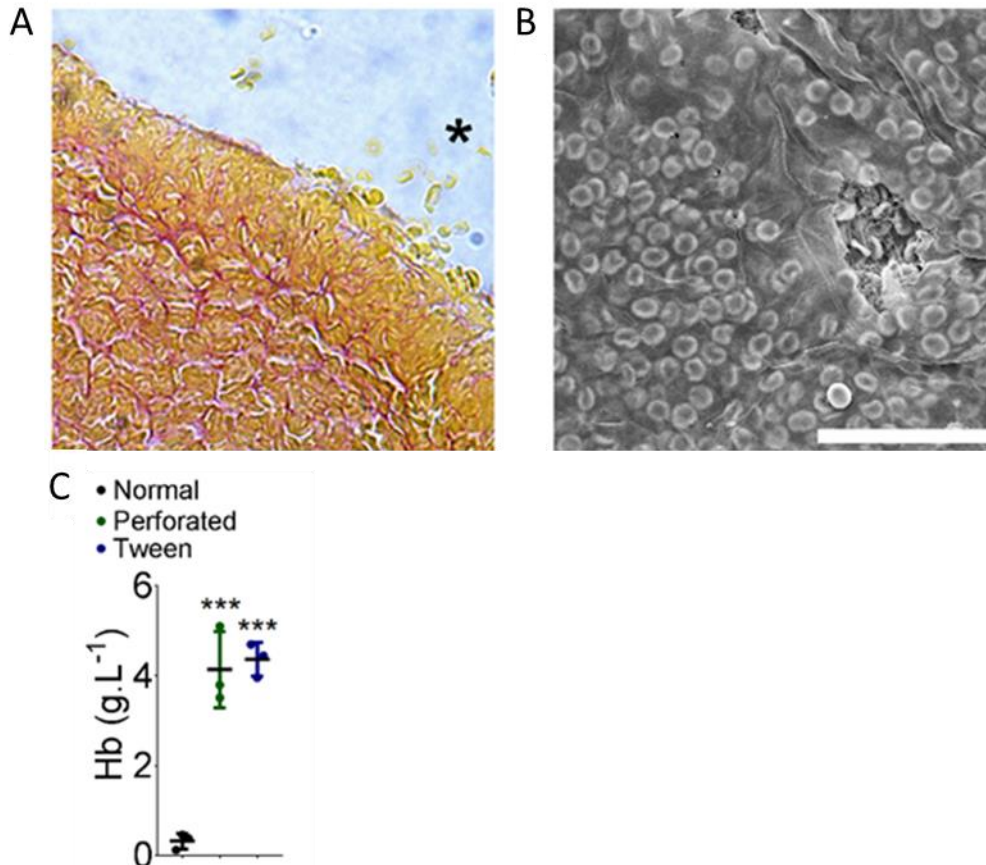 A
B
*
C
Normal
Perforated
Tween
6
***
***
4
2
0
Hb (g.L⁻¹)